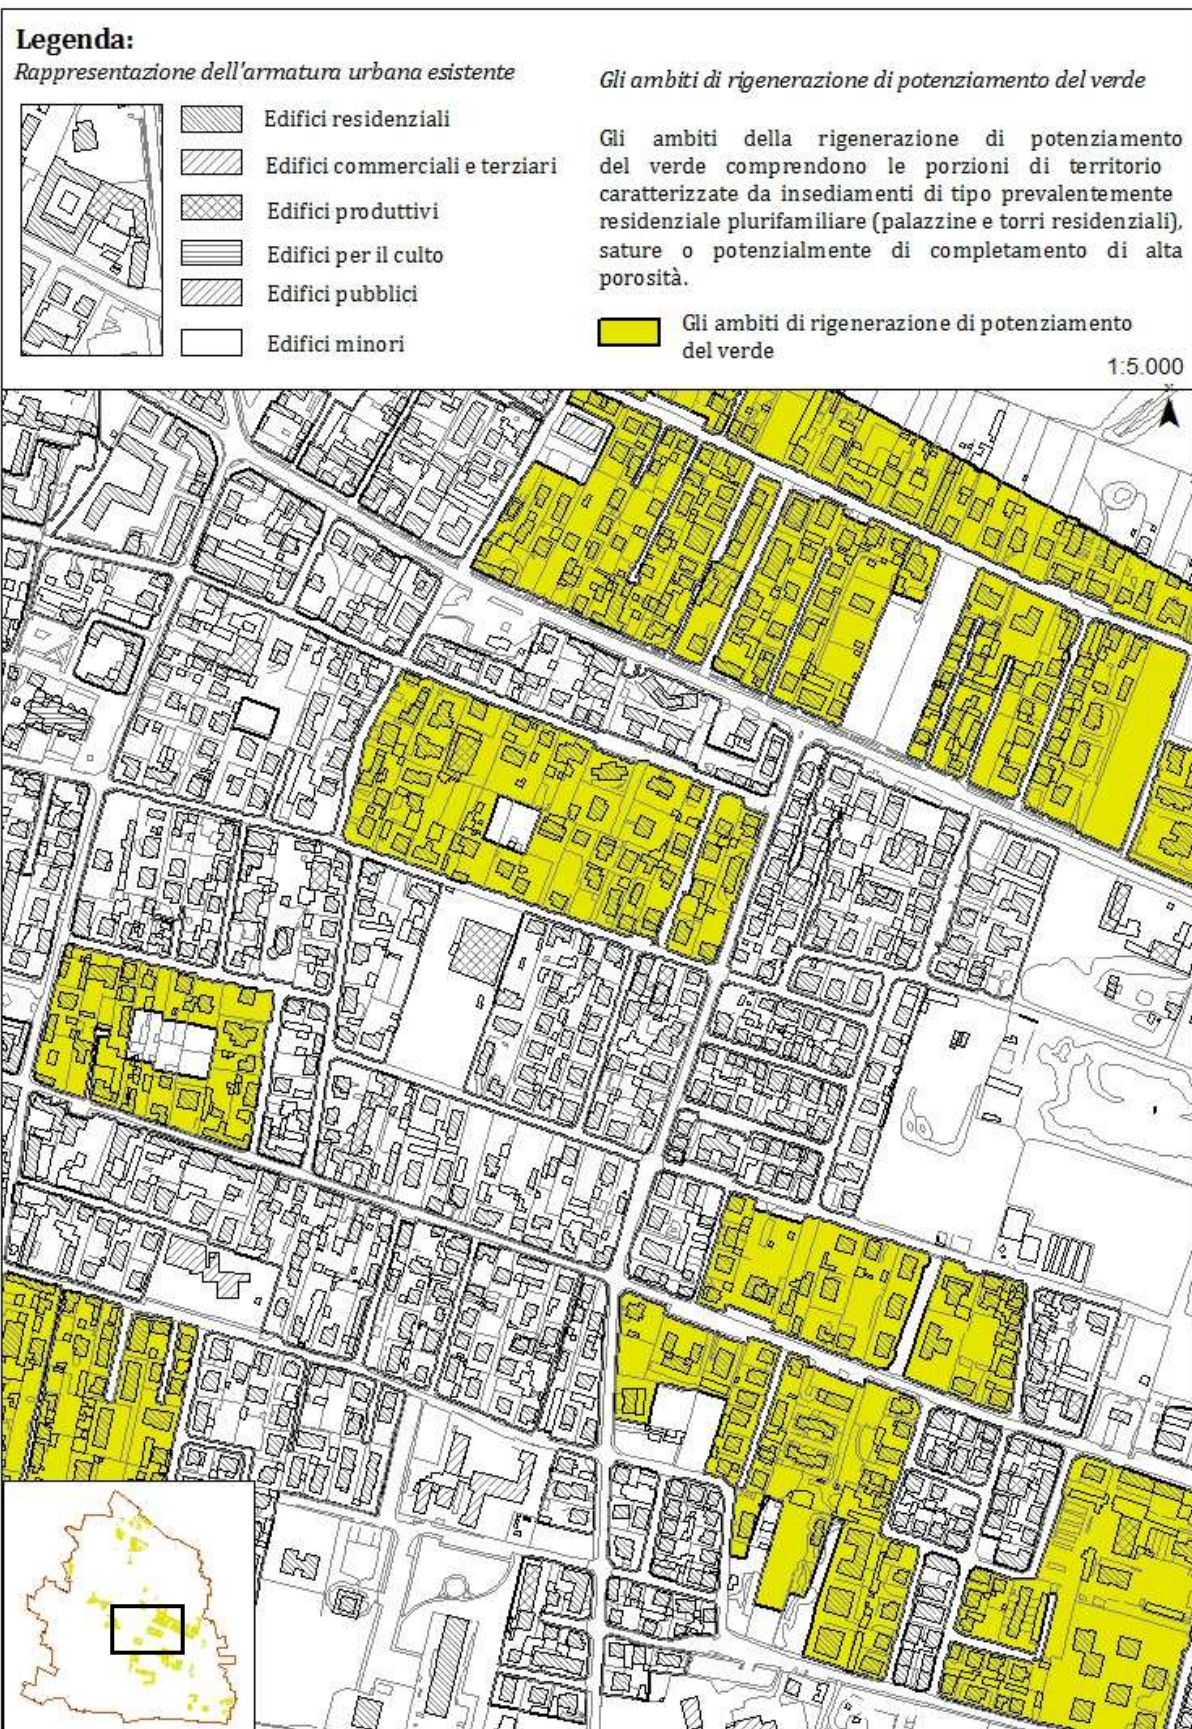 Legenda:
Rappresentazione dell'armatura urbana esistente
Edifici residenziali
Edifici commerciali e terziari
Edifici produttivi
Edifici per il culto
Edifici pubblici
Edifici minori
Gli ambiti di rigenerazione di potenziamento del verde
Gli ambiti della rigenerazione di potenziamento
del verde comprendono le porzioni di territorio
caratterizzate da insediamenti di tipo prevalentemente
residenziale plurifamiliare (palazzine e torri residenziali),
sature o potenzialmente di completamento di alta
porosità.
Gli ambiti di rigenerazione di potenziamento
del verde
1:5.000